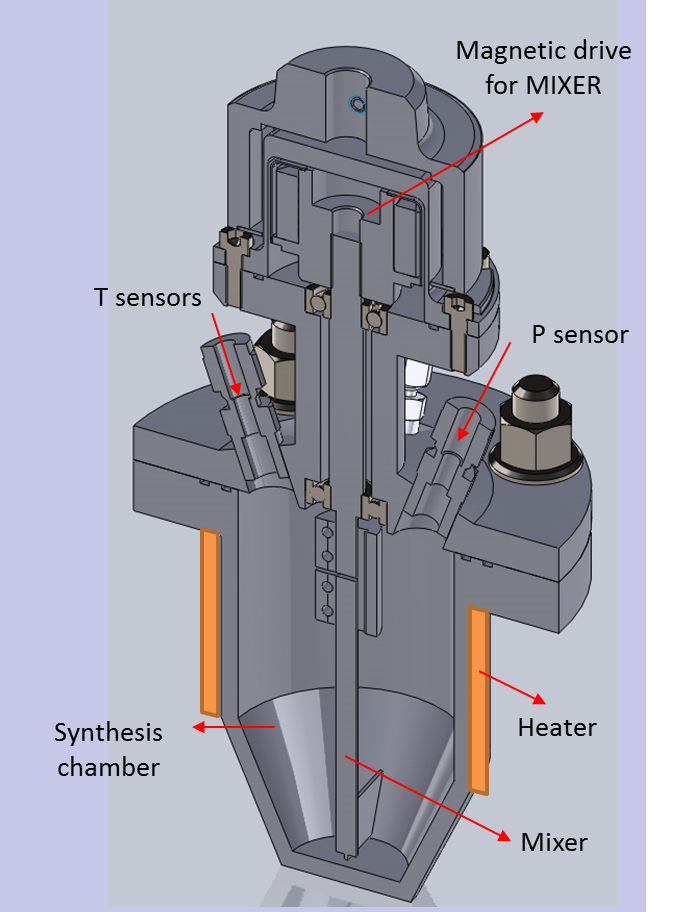 Magnetic drive
for MIXER
T sensors
P sensor
Heater
Synthesis
chamber
Mixer